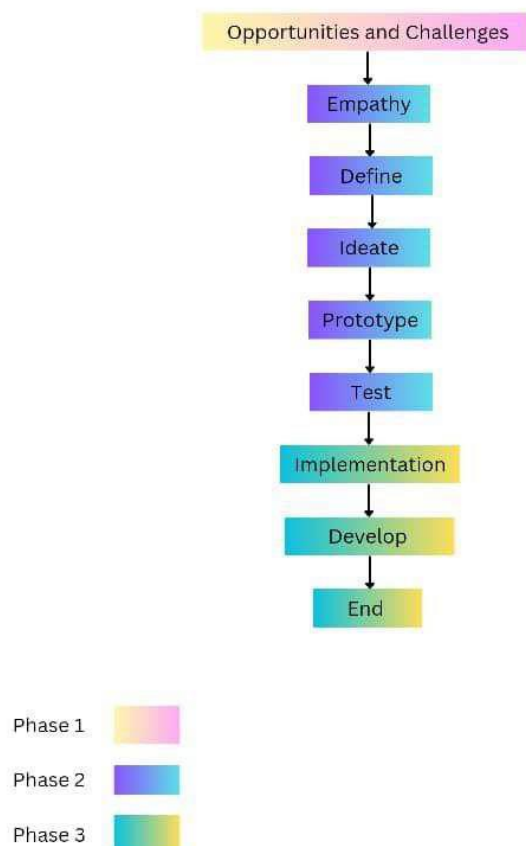 Opportunities and Challenges
Empathy
Define
Ideate
Prototype
Test
Implementation
Develop
End
Phase 1
Phase 2
Phase 3